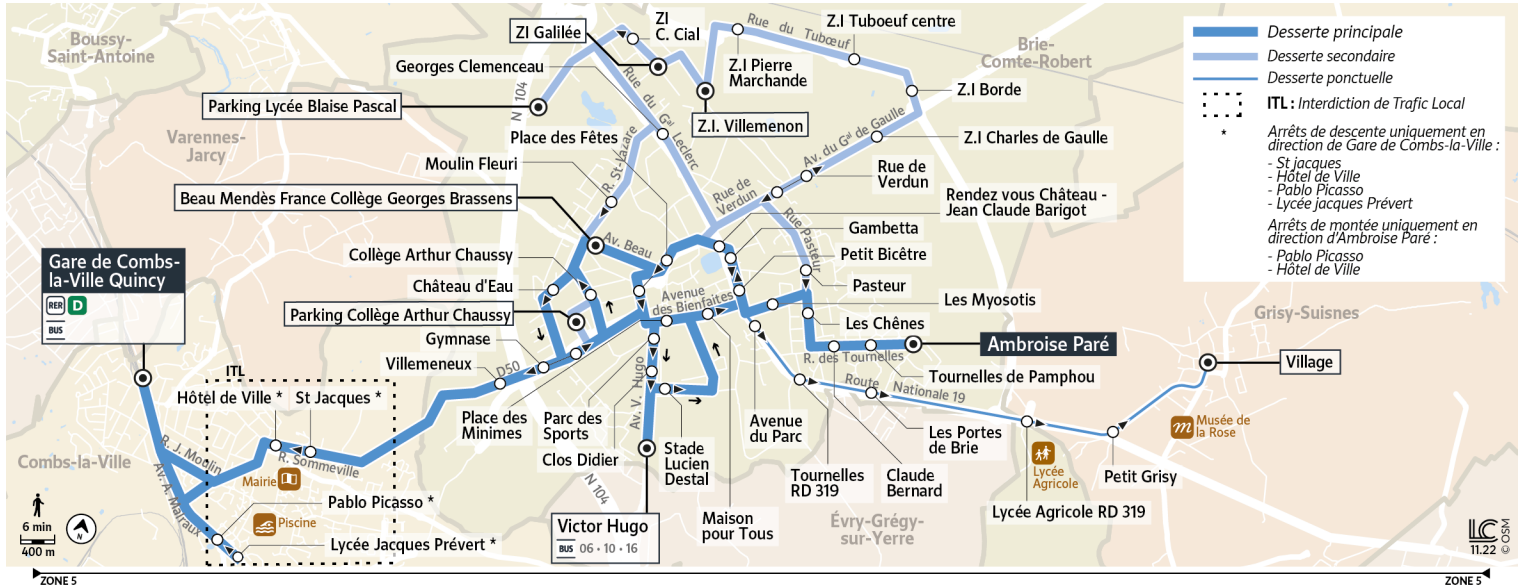 Boussy-
Saint-Antoine
Varennes-
Jarcy
Combs-la-Ville
Brie-
Comte-Robert
Grisy-Suisnes
Évry-Grégy-
sur-Yerre
ZI Galilée
ZI
C. Cial
Georges Clemenceau
Parking Lycée Blaise Pascal
N 104
Rue du Gal Leclerc
Z.I Tuboeuf centre
Rue du Tubœuf
Z.I Pierre
Marchande
Z.I Borde
Z.I. Villemenon
Z.I Charles de Gaulle
Av. du Gal de Gaulle
Place des Fêtes
Moulin Fleuri
R. St-Lazare
Rue de
Verdun
Rue de
Verdun
Rendez vous Château -
Jean Claude Barigot
Beau Mendès France Collège Georges Brassens
Gambetta
Rue Pasteur
Av. Beau
Petit Bicêtre
Collège Arthur Chaussy
Pasteur
Château d'Eau
Avenue
des Bienfaites
Les Myosotis
Parking Collège Arthur Chaussy
Les Chênes
Gymnase
Ambroise Paré
R. des Tournelles
Villemeneux
D50
Tournelles de Pamphou
Village
Route Nationale 19
Gare de Combs-
la-Ville Quincy
RER D
BUS
ITL
Hôtel de Ville *
St Jacques *
R. J. Moulin
R. Sommeville
Av. A. Malraux
Mairie
Pablo Picasso *
Piscine
Lycée Jacques Prévert *
Place des
Minimes
Parc des
Sports
Clos Didier
Av. V. Hugo
Stade
Lucien
Destal
N 104
Victor Hugo
BUS 06 • 10 • 16
Maison
pour Tous
Avenue
du Parc
Tournelles
RD 319
Claude
Bernard
Les Portes
de Brie
Lycée
Agricole
Lycée Agricole RD 319
Petit Grisy
m
Musée de
la Rose
Desserte principale
Desserte secondaire
Desserte ponctuelle
ITL : Interdiction de Trafic Local
* Arrêts de descente uniquement en
direction de Gare de Combs-la-Ville :
- St jacques
- Hôtel de Ville
- Pablo Picasso
- Lycée jacques Prévert
Arrêts de montée uniquement en
direction d'Ambroise Paré :
- Pablo Picasso
- Hôtel de Ville
6 min
400 m
N
LC
11.22
© OSM
ZONE 5
ZONE 5